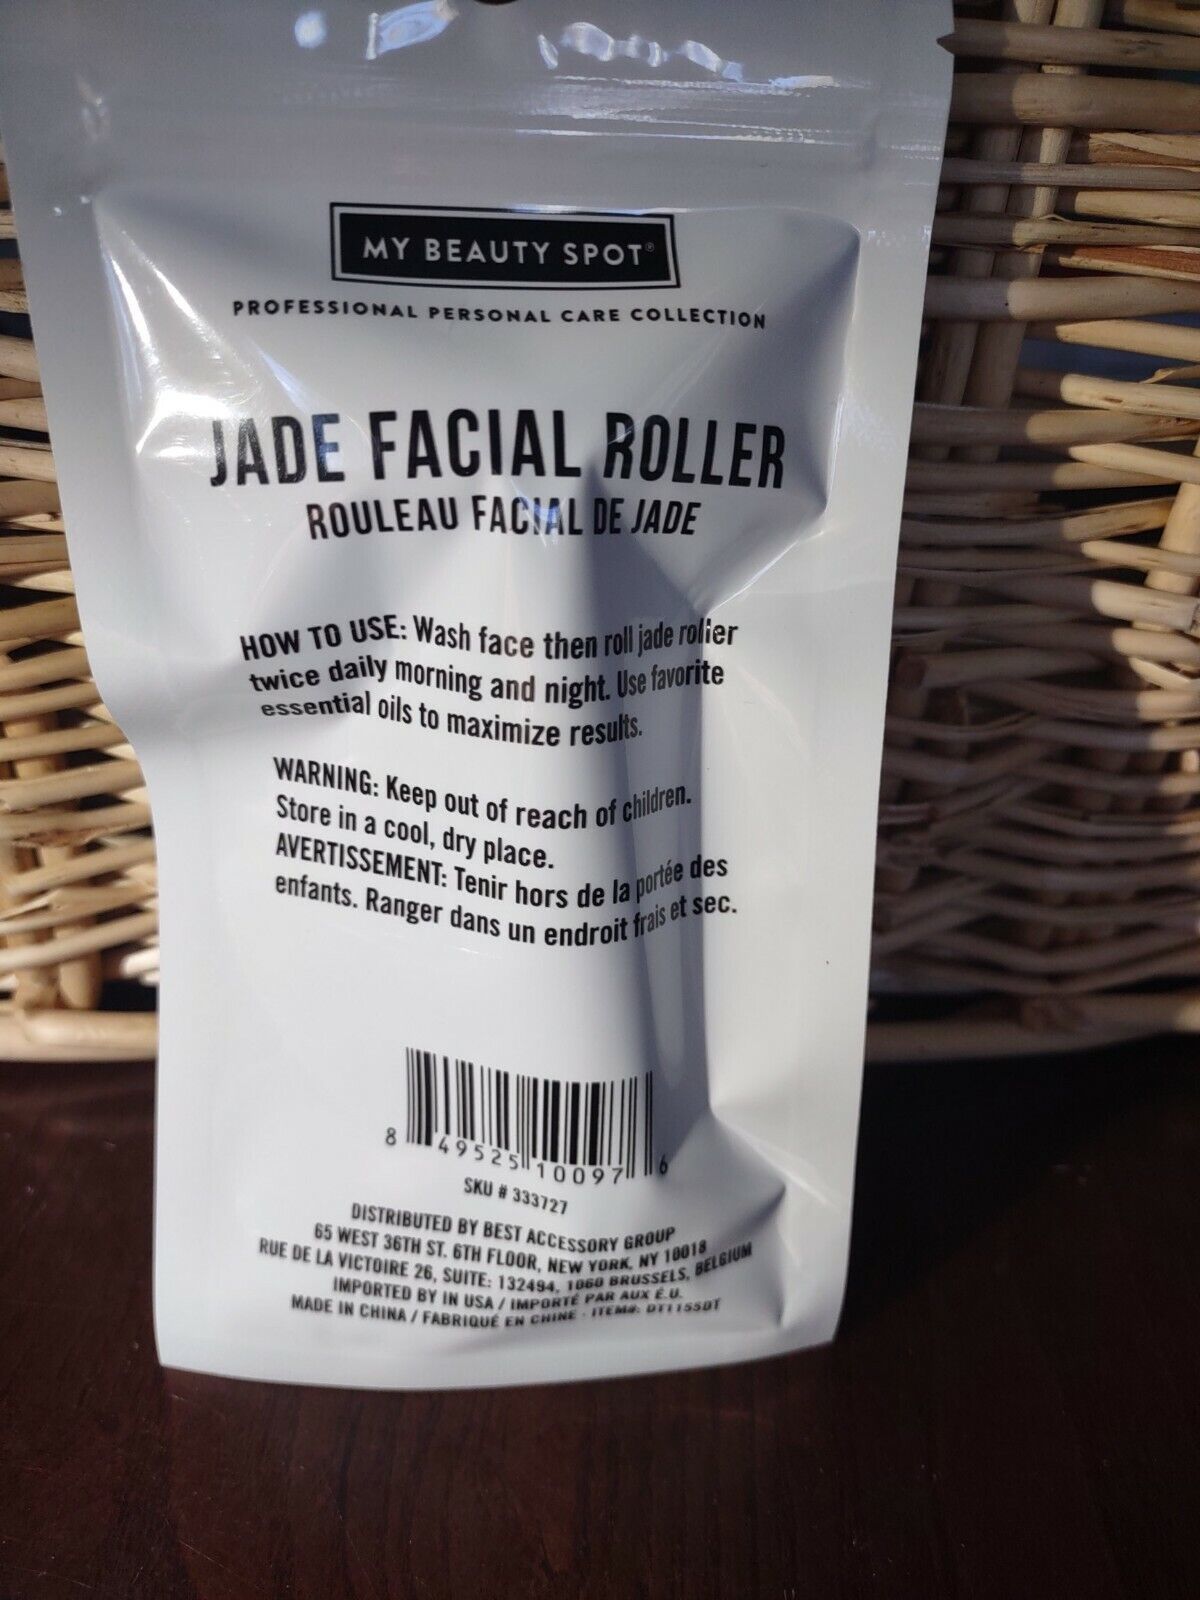 MY BEAUTY SPOT®
PROFESSIONAL PERSONAL CARE COLLECTION
JADE FACIAL ROLLER
ROULEAU FACIAL DE JADE
HOW TO USE: Wash face then roll jade roller
twice daily morning and night. Use favorite
essential oils to maximize results.
WARNING: Keep out of reach of children.
Store in a cool, dry place.
AVERTISSEMENT: Tenir hors de la portée des
enfants. Ranger dans un endroit frais et sec.
8 49525 10097 6
SKU # 333727
DISTRIBUTED BY BEST ACCESSORY GROUP
65 WEST 36TH ST. 6TH FLOOR, NEW YORK, NY 10018
RUE DE LA VICTOIRE 26, SUITE: 132494, 1060 BRUSSELS, BELGIUM
IMPORTED BY IN USA / IMPORTÉ PAR AUX É.U.
MADE IN CHINA / FABRIQUÉ EN CHINE - ITEM#: DT1155DT